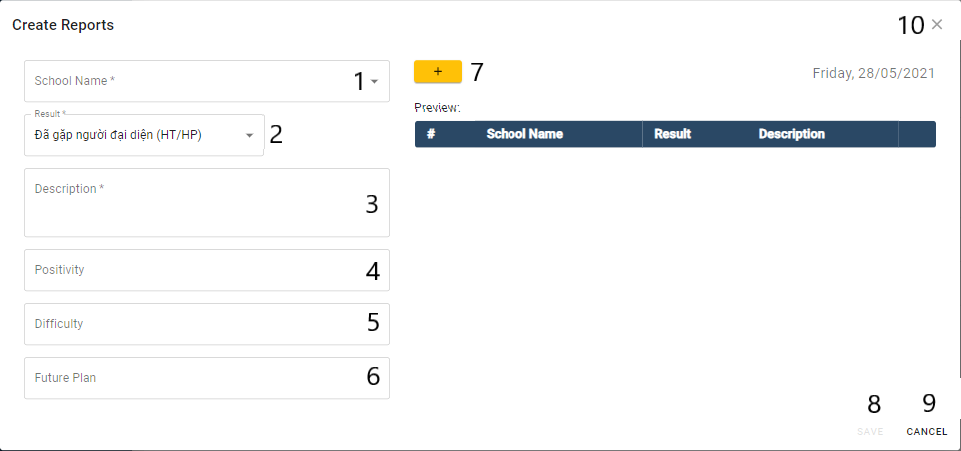 Create Reports
10 ×
School Name * 1
Result *
Đã gặp người đại diện (HT/HP) 2
Description * 3
Positivity 4
Difficulty 5
Future Plan 6
+ 7
Friday, 28/05/2021
Preview:
# School Name Result Description
8 9
SAVE CANCEL